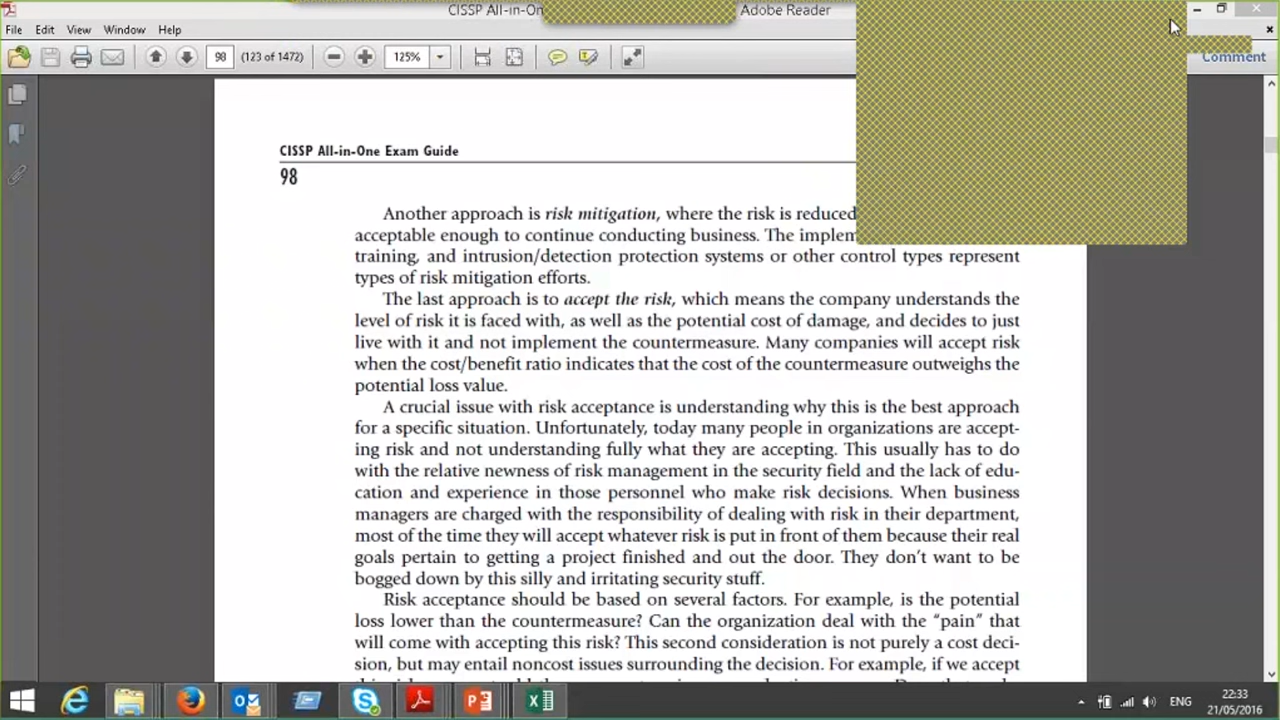 CISSP All-in-On
Adobe Reader
File Edit View Window Help
98 (123 of 1472) 125% Comment
CISSP All-in-One Exam Guide
98
Another approach is risk mitigation, where the risk is reduced
acceptable enough to continue conducting business. The implem
training, and intrusion/detection protection systems or other control types represent
types of risk mitigation efforts.
The last approach is to accept the risk, which means the company understands the
level of risk it is faced with, as well as the potential cost of damage, and decides to just
live with it and not implement the countermeasure. Many companies will accept risk
when the cost/benefit ratio indicates that the cost of the countermeasure outweighs the
potential loss value.
A crucial issue with risk acceptance is understanding why this is the best approach
for a specific situation. Unfortunately, today many people in organizations are accept-
ing risk and not understanding fully what they are accepting. This usually has to do
with the relative newness of risk management in the security field and the lack of edu-
cation and experience in those personnel who make risk decisions. When business
managers are charged with the responsibility of dealing with risk in their department,
most of the time they will accept whatever risk is put in front of them because their real
goals pertain to getting a project finished and out the door. They don't want to be
bogged down by this silly and irritating security stuff.
Risk acceptance should be based on several factors. For example, is the potential
loss lower than the countermeasure? Can the organization deal with the “pain” that
will come with accepting this risk? This second consideration is not purely a cost deci-
sion, but may entail noncost issues surrounding the decision. For example, if we accept
ENG
22:33
21/05/2016